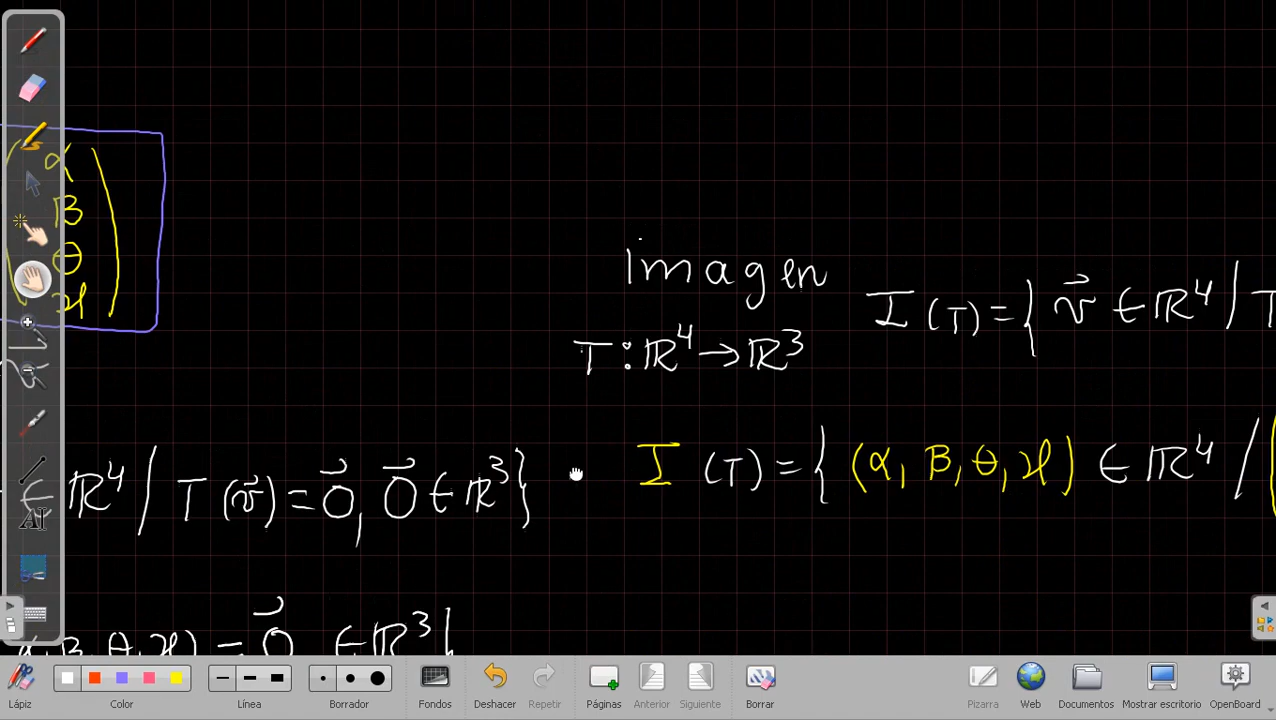 α
β
θ
imagen
I(T)={ v⃗ ∈ ℝ⁴ / T
T : ℝ⁴ → ℝ³
I (T) = { (α, β, θ, ϰ) ∈ ℝ⁴ /
∈ ℝ⁴ / T(v⃗) = 0⃗, 0⃗ ∈ ℝ³}
β, θ, ϰ) = 0⃗ ∈ ℝ³
AI
Lápiz
Color
Línea
Borrador
Fondos
Deshacer
Repetir
Páginas
Anterior
Siguiente
Borrar
Pizarra
Web
Documentos
Mostrar escritorio
OpenBoard